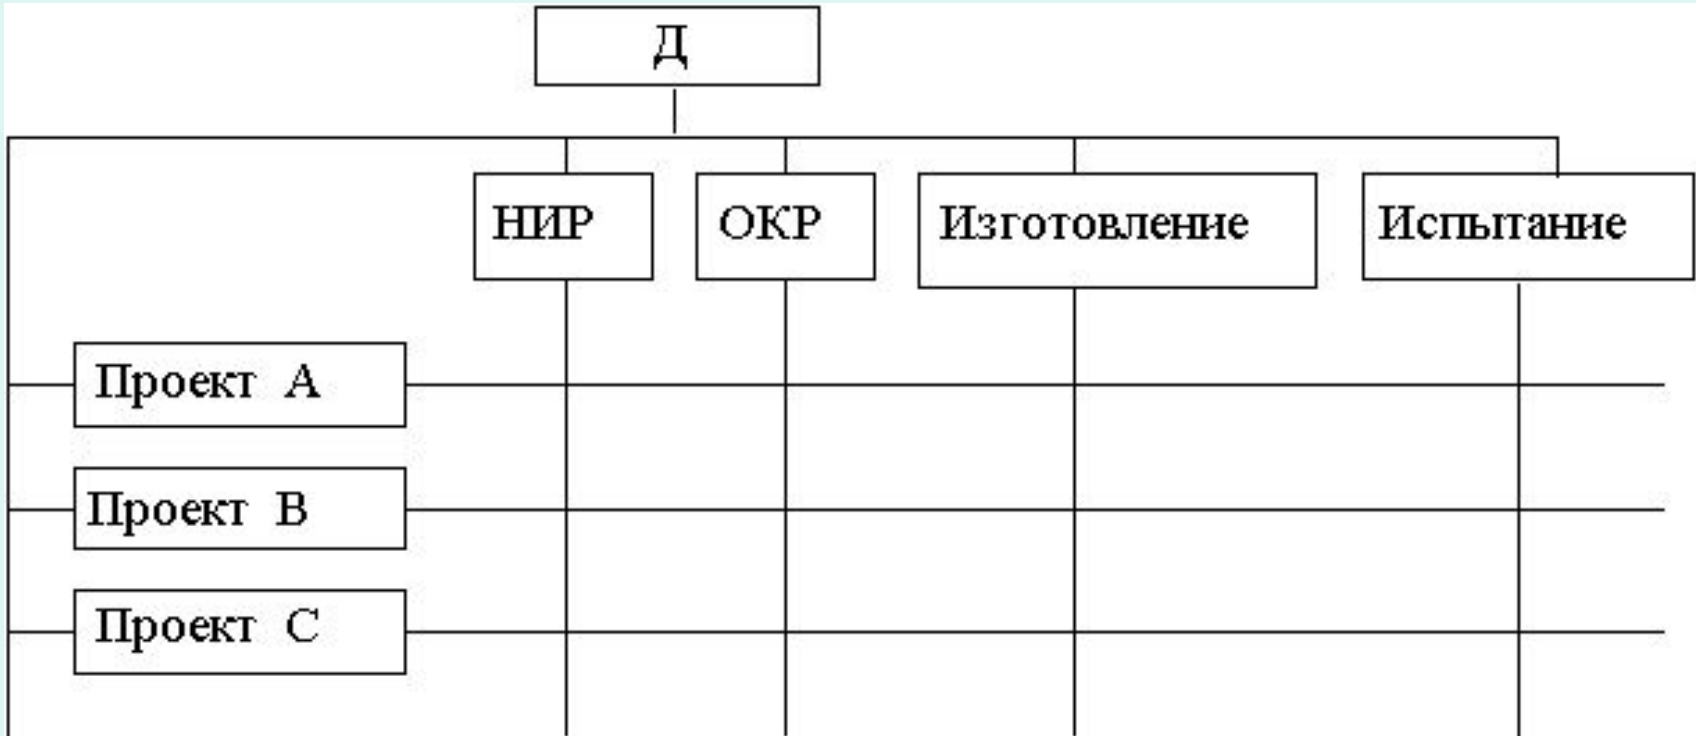 Д
НИР
ОКР
Изготовление
Испытание
Проект А
Проект В
Проект С